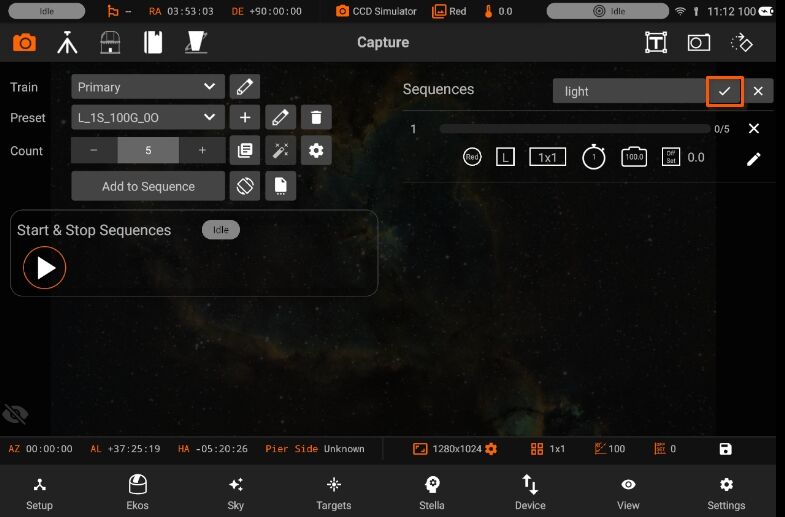 Idle -- RA 03:53:03 DE +90:00:00 CCD Simulator Red 0.0 Idle 11:12 100
Capture
Train Primary
Preset L_1S_100G_0O
Count − 5 +
Add to Sequence
Start & Stop Sequences Idle
Sequences light
1 0/5
Red L 1x1 1 100.0 Off Set 0.0
AZ 00:00:00 AL +37:25:19 HA -05:20:26 Pier Side Unknown 1280x1024 1x1 100 0
Setup Ekos Sky Targets Stella Device View Settings